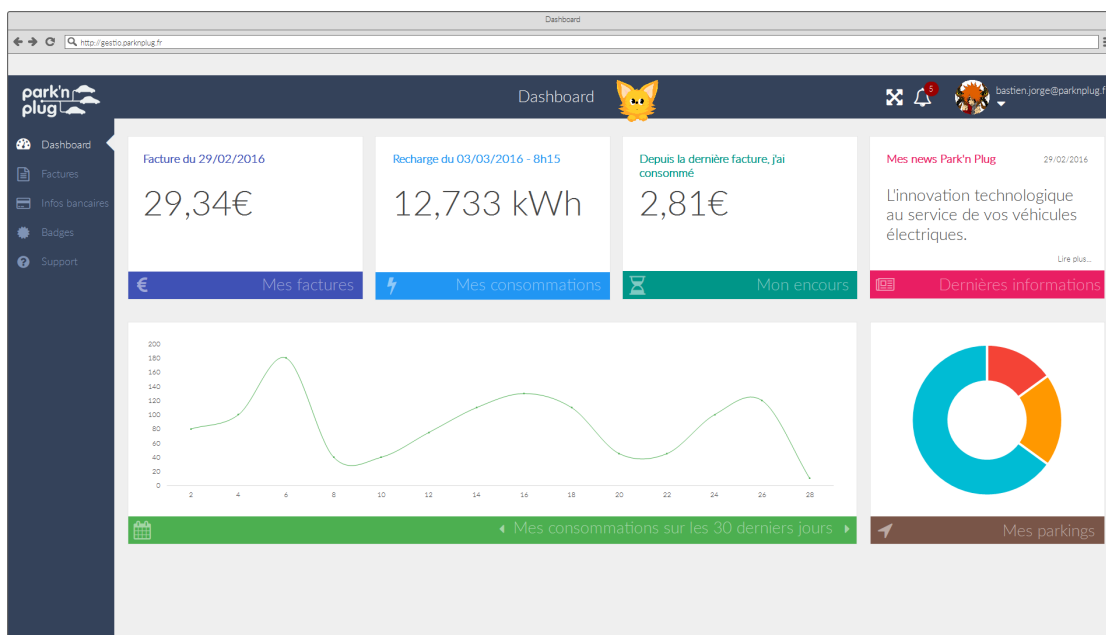 Dashboard
http://gestio.parknplug.fr
park'n
plug
Dashboard
5
bastien.jorge@parknplug.f
Dashboard
Factures
Infos bancaires
Badges
Support
Facture du 29/02/2016
29,34€
€ Mes factures
Recharge du 03/03/2016 - 8h15
12,733 kWh
Mes consommations
Depuis la dernière facture, j'ai
consommé
2,81€
Mon encours
Mes news Park'n Plug 29/02/2016
L'innovation technologique
au service de vos véhicules
électriques.
Lire plus...
Dernières informations
200
180
160
140
120
100
80
60
40
20
0
2 4 6 8 10 12 14 16 18 20 22 24 26 28
Mes consommations sur les 30 derniers jours
Mes parkings